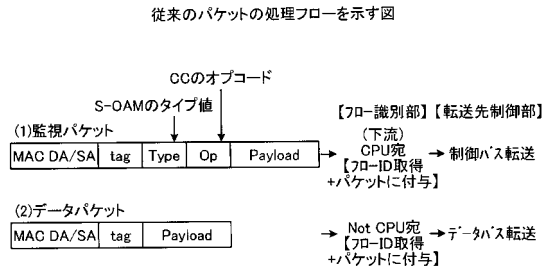 従来のパケットの処理フローを示す図
CCのオプコード
S-OAMのタイプ値
【フロー識別部】【転送先制御部】
(1)監視パケット
(下流)
MAC DA/SA tag Type Op Payload → CPU宛 → 制御パス転送
【フローID取得
+パケットに付与】
(2)データパケット
MAC DA/SA tag Payload → Not CPU宛 → データパス転送
【フローID取得
+パケットに付与】